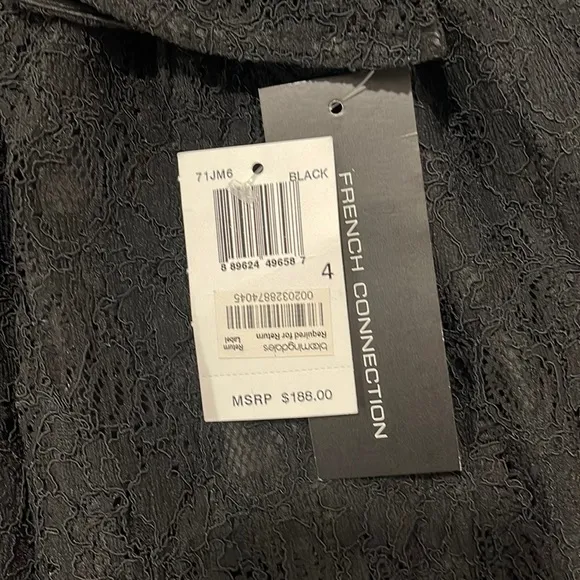 71JM6 BLACK
8 89624 49658 7
4
bloomingdales Return
Required for Return Label
0020328874045
MSRP $188.00
FRENCH CONNECTION